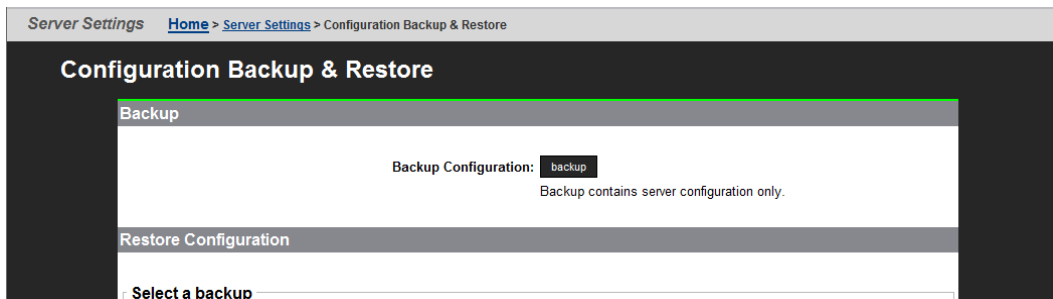 Server Settings Home > Server Settings > Configuration Backup & Restore
Configuration Backup & Restore
Backup
Backup Configuration: backup
Backup contains server configuration only.
Restore Configuration
Select a backup